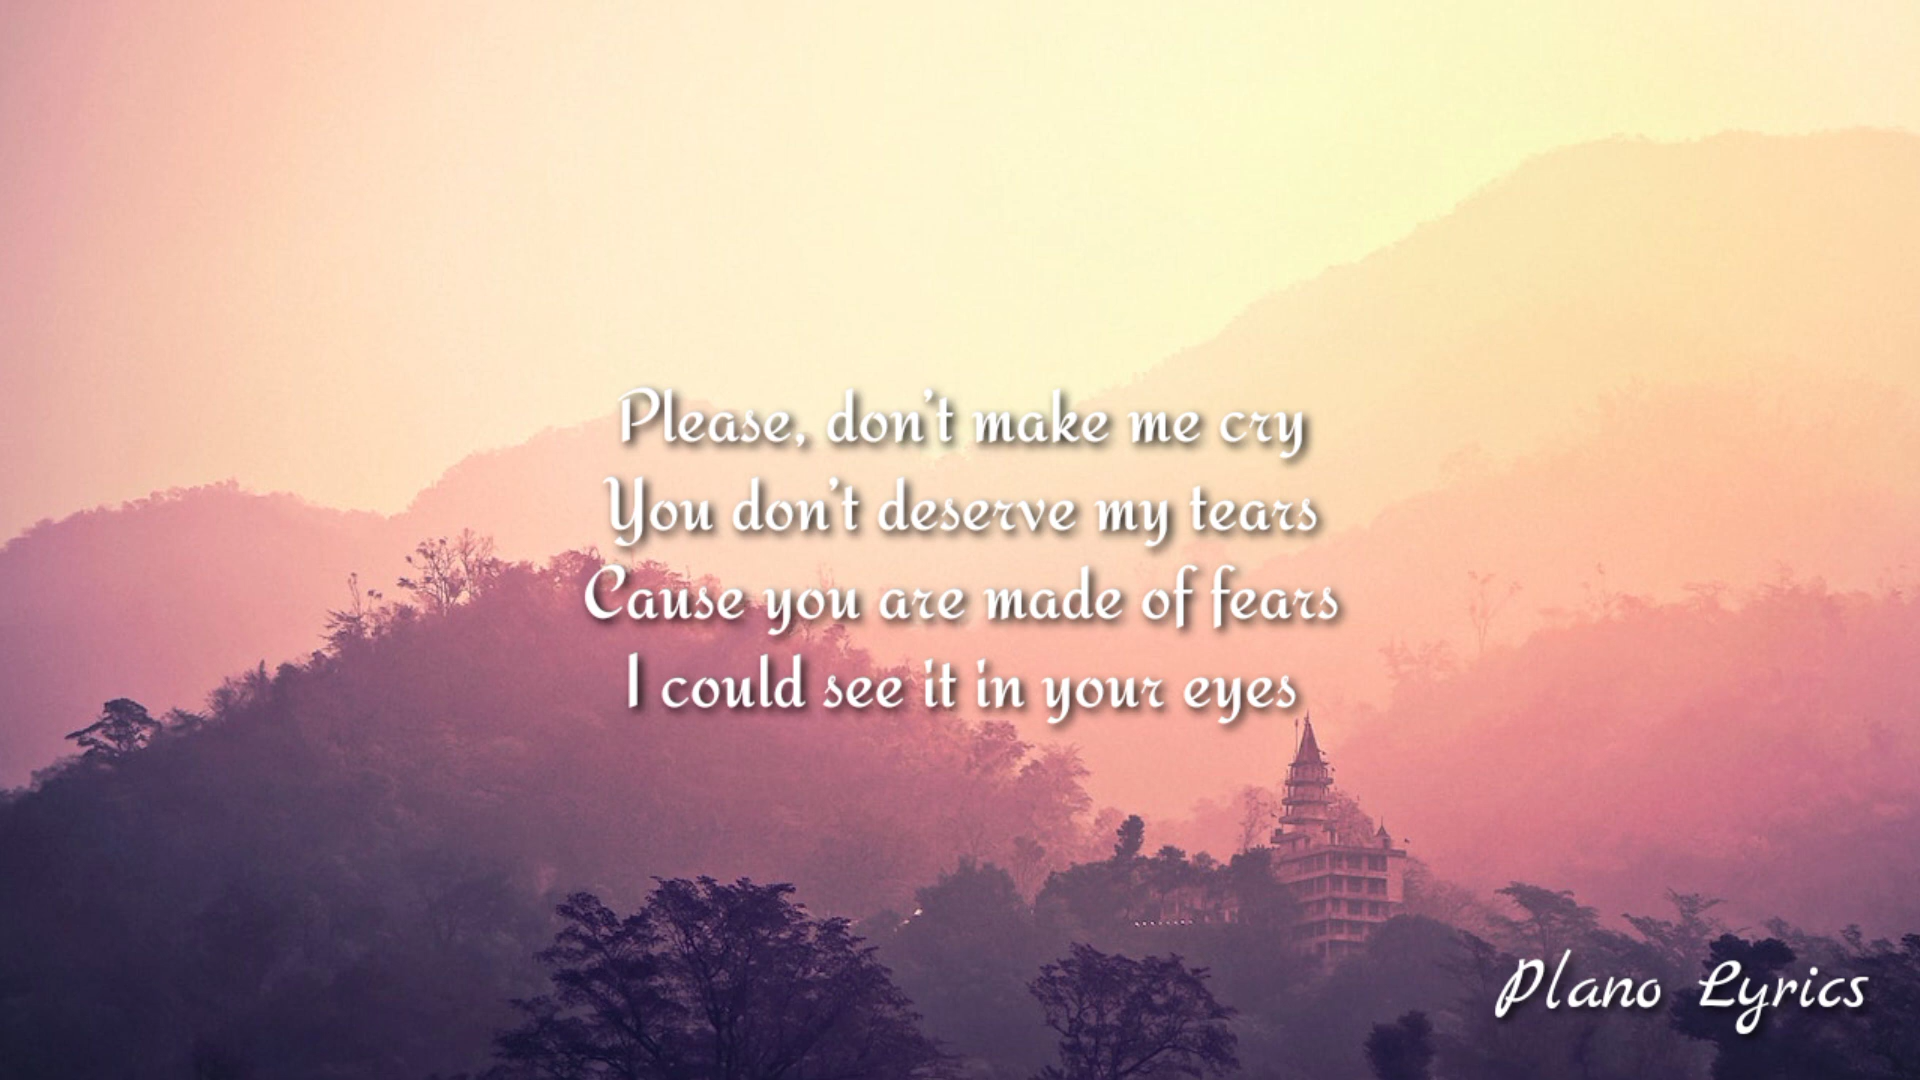 Please, don't make me cry
You don't deserve my tears
Cause you are made of fears
I could see it in your eyes
Plano Lyrics